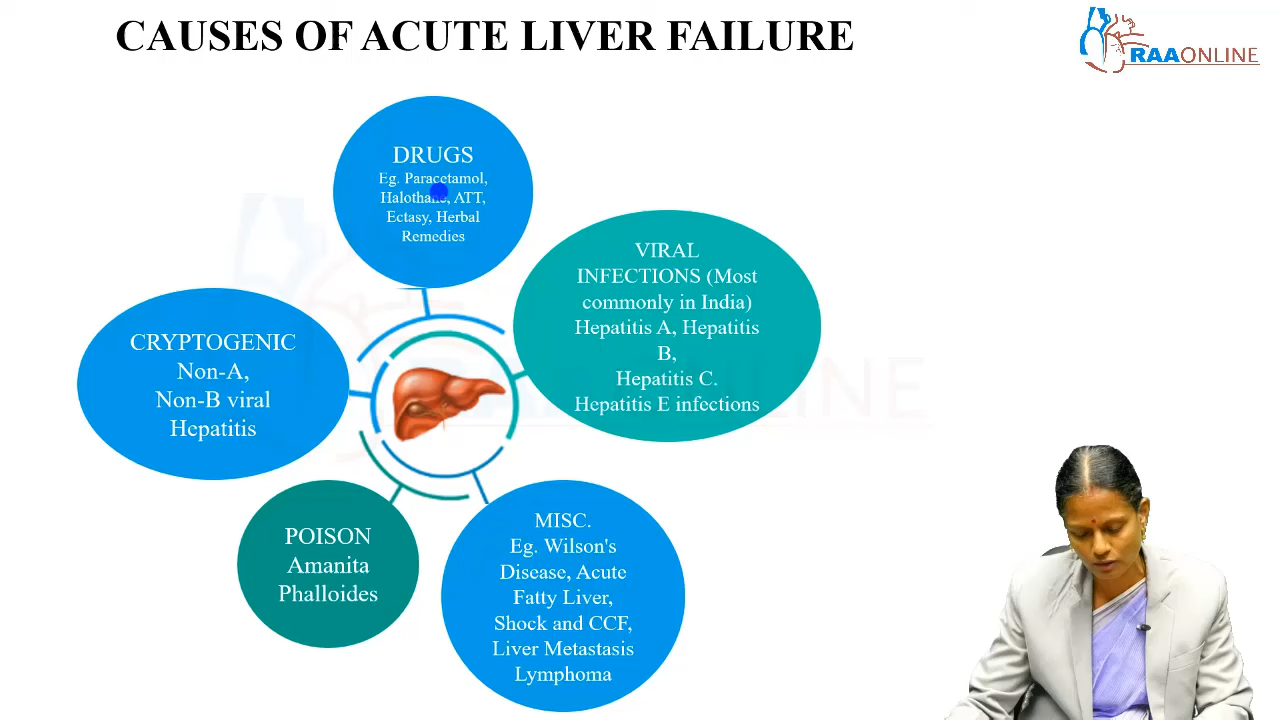 CAUSES OF ACUTE LIVER FAILURE
RAAONLINE
DRUGS
Eg. Paracetamol,
Halothane, ATT,
Ectasy, Herbal
Remedies
VIRAL
INFECTIONS (Most
commonly in India)
Hepatitis A, Hepatitis
B,
Hepatitis C.
Hepatitis E infections
CRYPTOGENIC
Non-A,
Non-B viral
Hepatitis
POISON
Amanita
Phalloides
MISC.
Eg. Wilson's
Disease, Acute
Fatty Liver,
Shock and CCF,
Liver Metastasis
Lymphoma